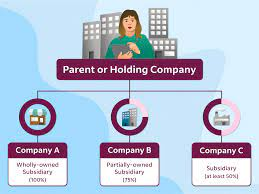 Parent or Holding Company
Company A
Wholly-owned
Subsidiary
(100%)
Company B
Partially-owned
Subsidiary
(75%)
Company C
Subsidiary
(at least 50%)